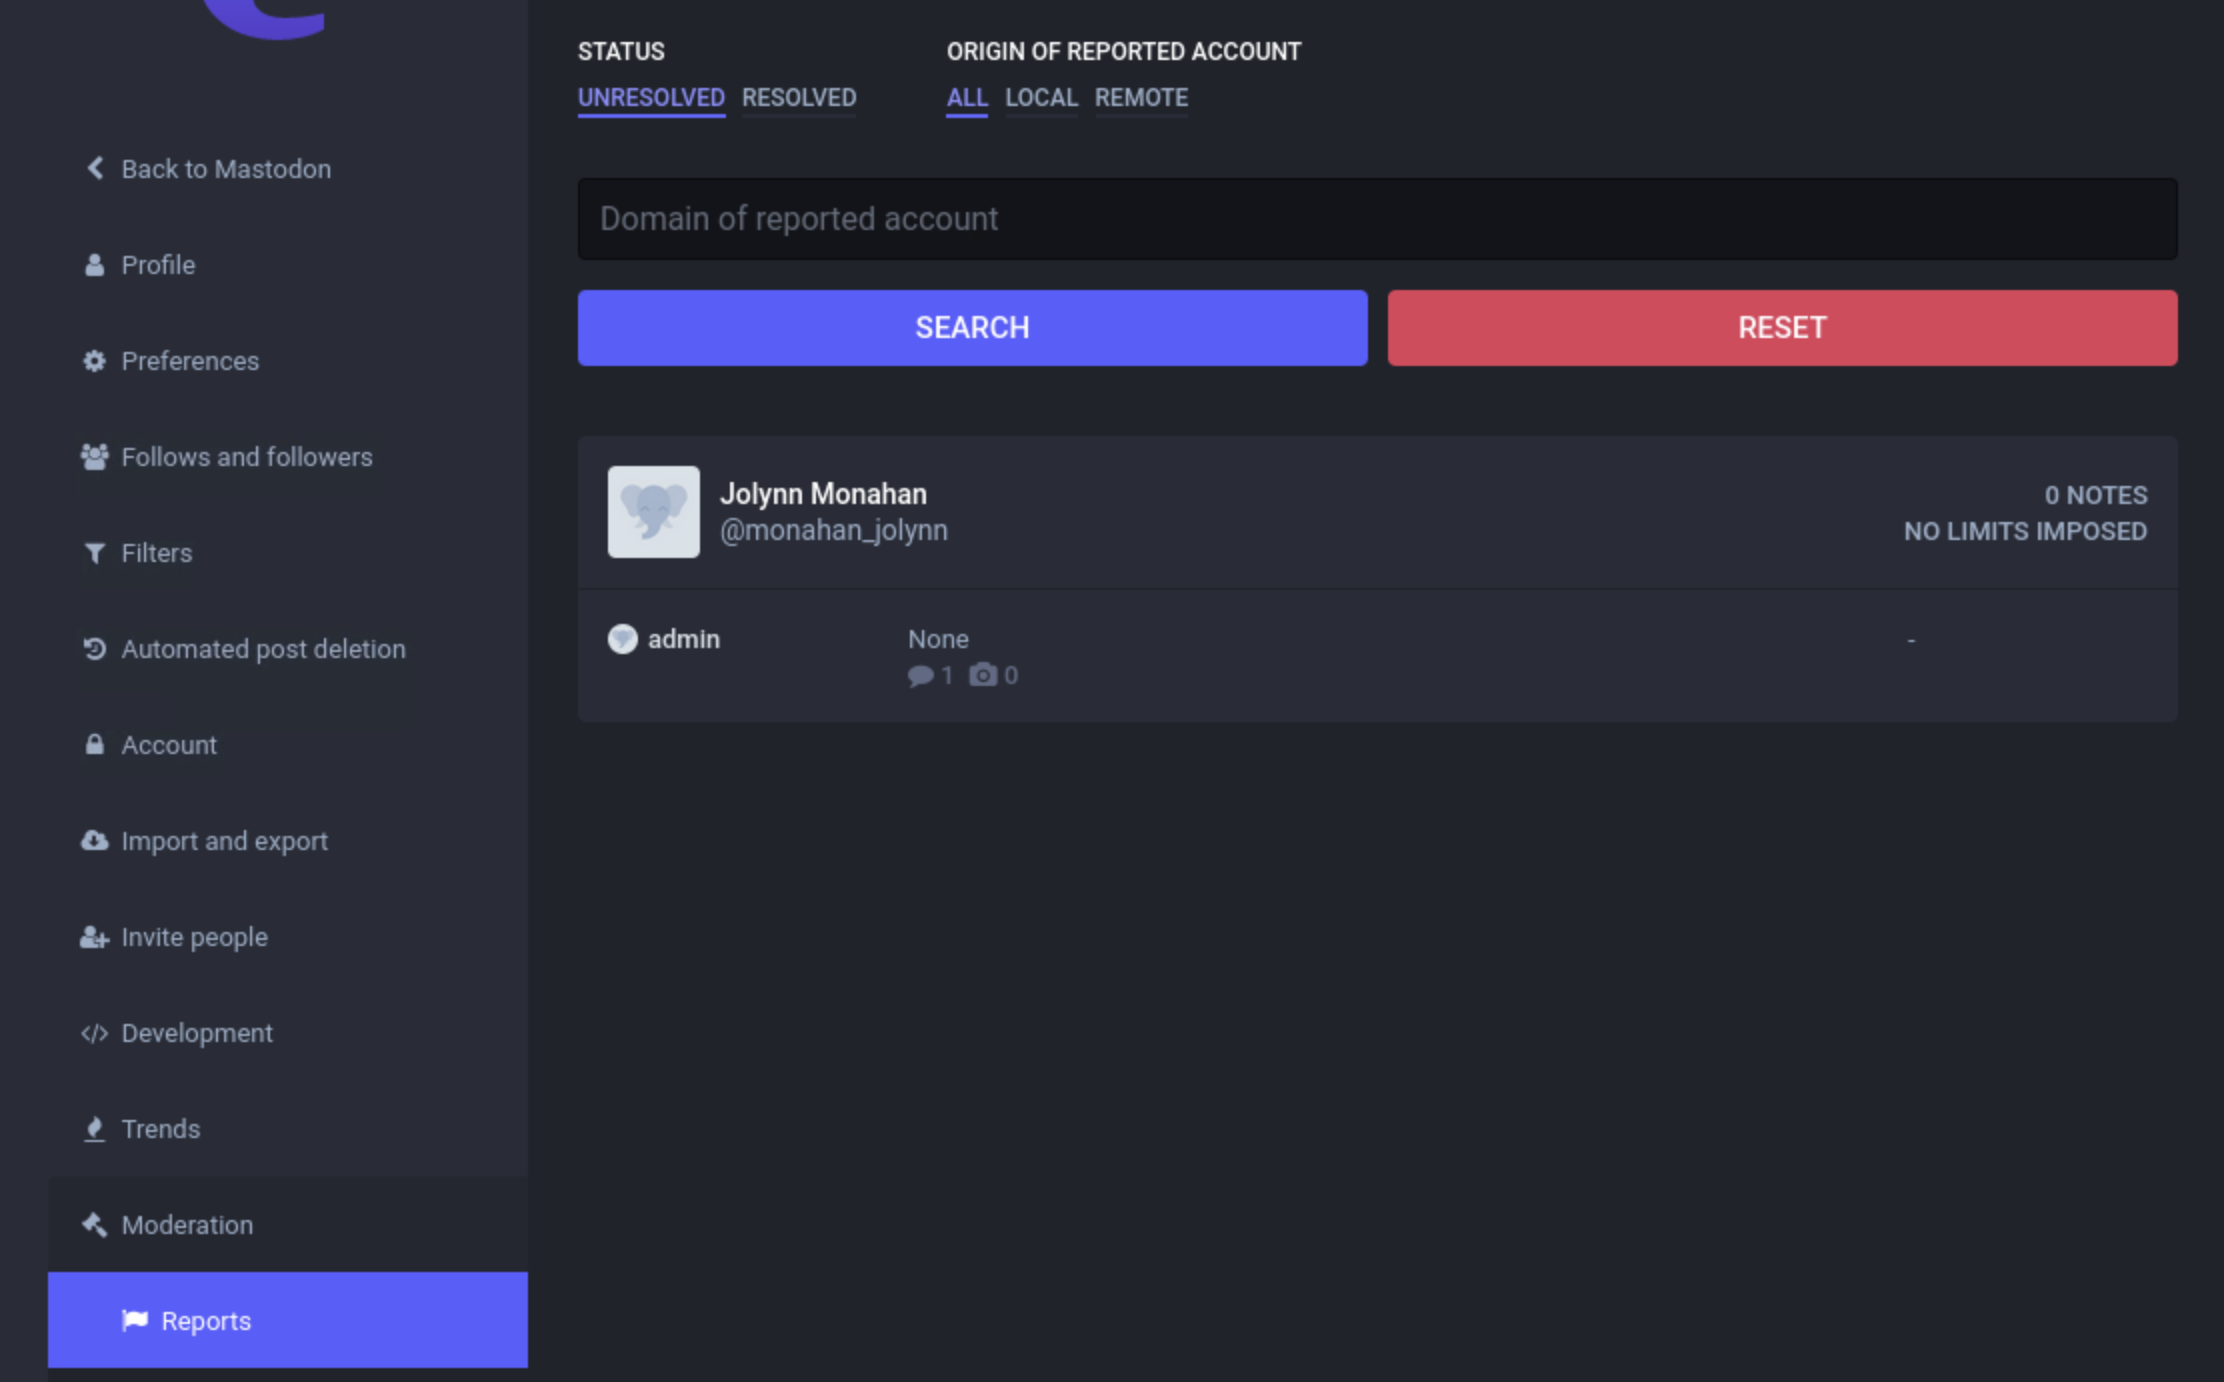 Back to Mastodon
Profile
Preferences
Follows and followers
Filters
Automated post deletion
Account
Import and export
Invite people
Development
Trends
Moderation
Reports
STATUS
UNRESOLVED RESOLVED
ORIGIN OF REPORTED ACCOUNT
ALL LOCAL REMOTE
Domain of reported account
SEARCH
RESET
Jolynn Monahan
@monahan_jolynn
0 NOTES
NO LIMITS IMPOSED
admin
None
1 0
-